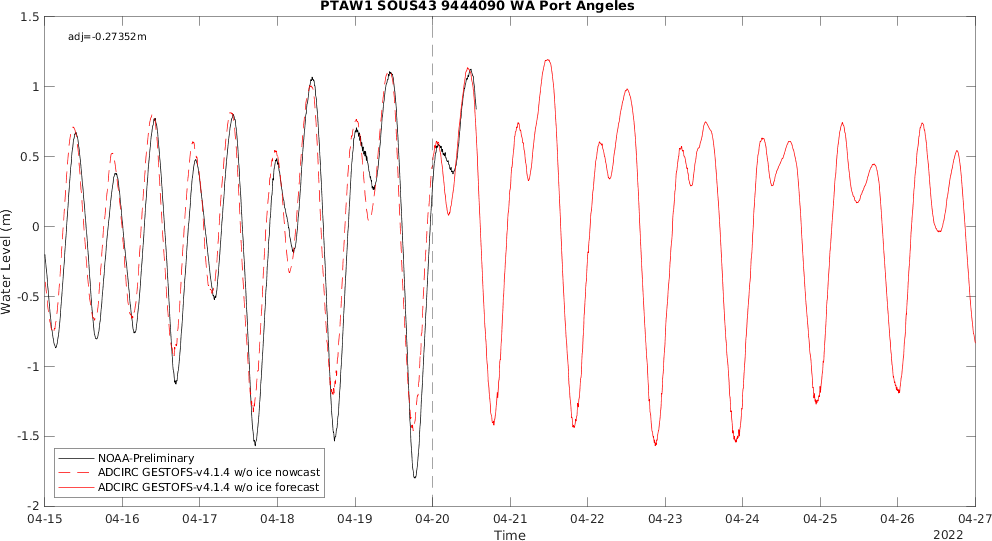 PTAW1 SOUS43 9444090 WA Port Angeles
adj=-0.27352m
1.5
1
0.5
0
-0.5
-1
-1.5
-2
Water Level (m)
NOAA-Preliminary
ADCIRC GESTOFS-v4.1.4 w/o ice nowcast
ADCIRC GESTOFS-v4.1.4 w/o ice forecast
04-15 04-16 04-17 04-18 04-19 04-20 04-21 04-22 04-23 04-24 04-25 04-26 04-27
Time
2022